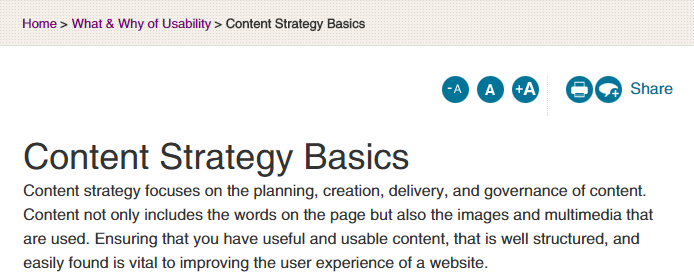 Home > What & Why of Usability > Content Strategy Basics
-A A +A Share
Content Strategy Basics
Content strategy focuses on the planning, creation, delivery, and governance of content.
Content not only includes the words on the page but also the images and multimedia that
are used. Ensuring that you have useful and usable content, that is well structured, and
easily found is vital to improving the user experience of a website.